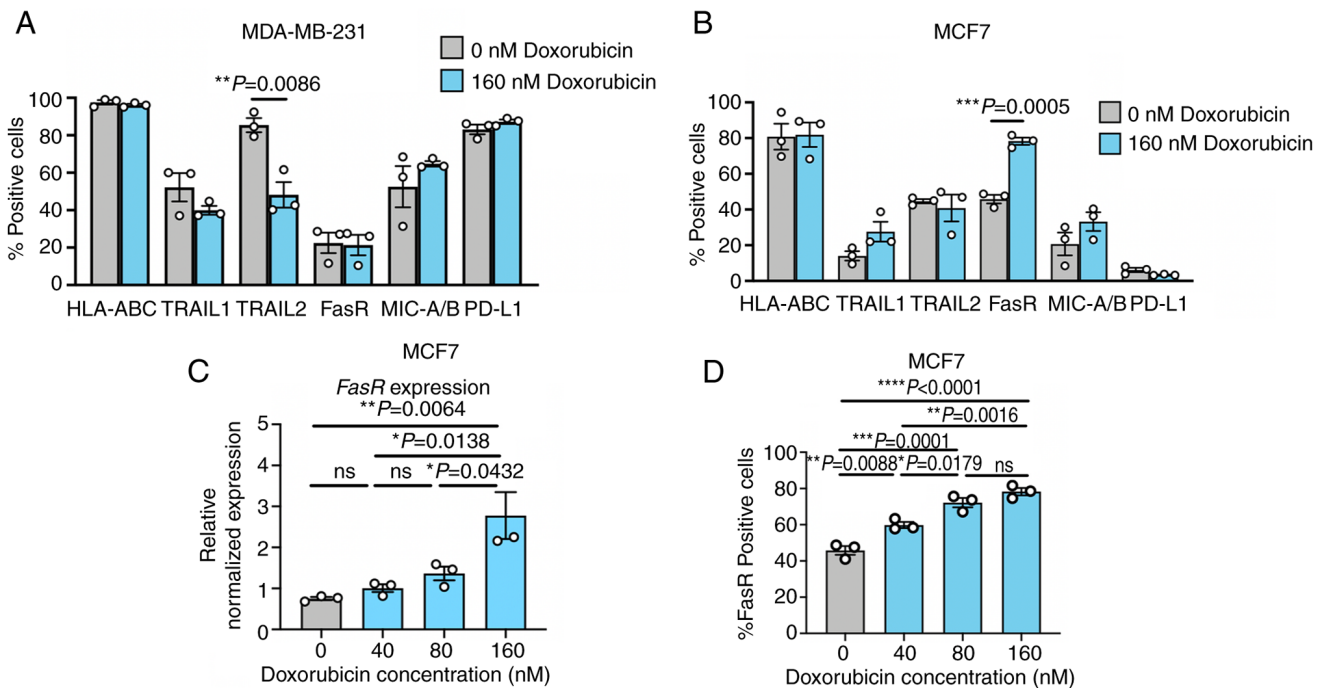 A
MDA-MB-231
0 nM Doxorubicin
160 nM Doxorubicin
**P=0.0086
% Positive cells
100
80
60
40
20
0
HLA-ABC TRAIL1 TRAIL2 FasR MIC-A/B PD-L1
B
MCF7
0 nM Doxorubicin
160 nM Doxorubicin
***P=0.0005
% Positive cells
100
80
60
40
20
0
HLA-ABC TRAIL1 TRAIL2 FasR MIC-A/B PD-L1
C
MCF7
FasR expression
**P=0.0064
*P=0.0138
ns ns *P=0.0432
Relative
normalized expression
5
4
3
2
1
0
0 40 80 160
Doxorubicin concentration (nM)
D
MCF7
****P<0.0001
**P=0.0016
***P=0.0001
**P=0.0088 *P=0.0179 ns
%FasR Positive cells
100
80
60
40
20
0
0 40 80 160
Doxorubicin concentration (nM)